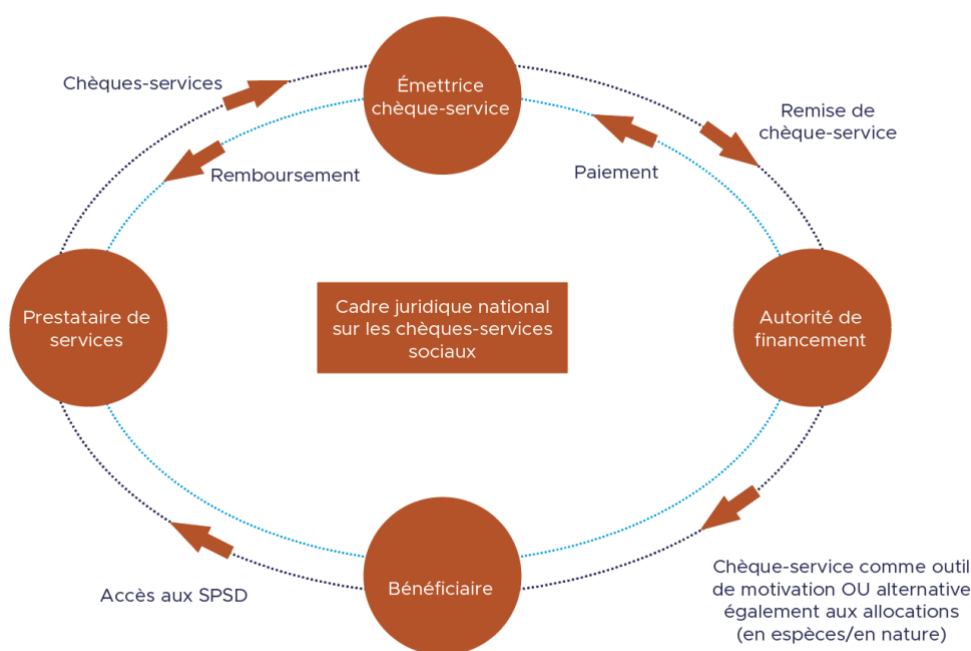 Émettrice
chèque-service
Chèques-services
Remise de
chèque-service
Remboursement
Paiement
Prestataire de
services
Cadre juridique national
sur les chèques-services
sociaux
Autorité de
financement
Bénéficiaire
Accès aux SPSD
Chèque-service comme outil
de motivation OU alternative
également aux allocations
(en espèces/en nature)